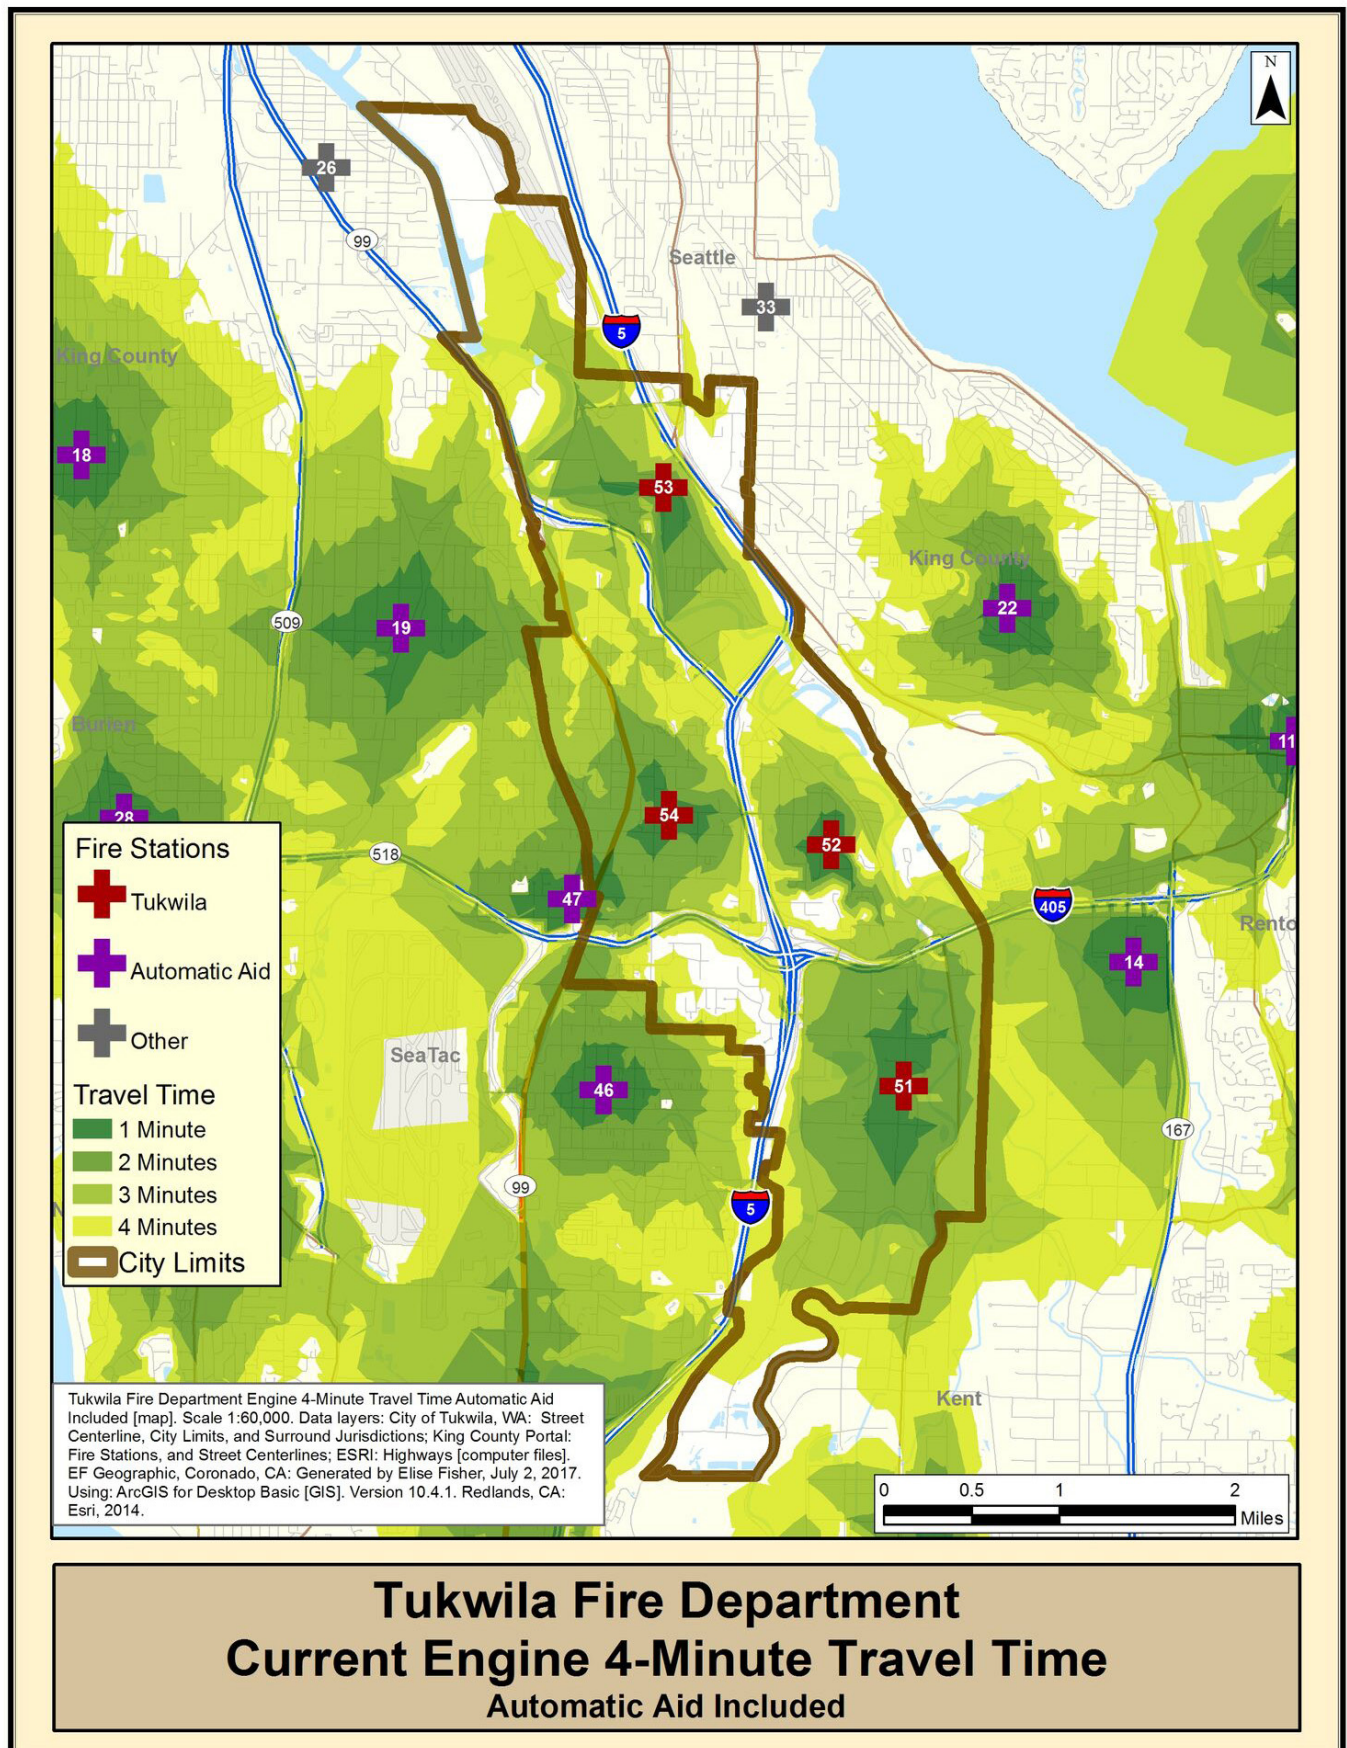 N
26
99
Seattle
33
5
King County
18
53
King County
22
19
509
Burien
11
28
54
52
518
47
405
Rento
14
SeaTac
46
51
167
99
5
N
Kent
Fire Stations
Tukwila
Automatic Aid
Other
Travel Time
1 Minute
2 Minutes
3 Minutes
4 Minutes
City Limits
Tukwila Fire Department Engine 4-Minute Travel Time Automatic Aid
Included [map]. Scale 1:60,000. Data layers: City of Tukwila, WA: Street
Centerline, City Limits, and Surround Jurisdictions; King County Portal:
Fire Stations, and Street Centerlines; ESRI: Highways [computer files].
EF Geographic, Coronado, CA: Generated by Elise Fisher, July 2, 2017.
Using: ArcGIS for Desktop Basic [GIS]. Version 10.4.1. Redlands, CA:
Esri, 2014.
0 0.5 1 2
Miles
Tukwila Fire Department
Current Engine 4-Minute Travel Time
Automatic Aid Included